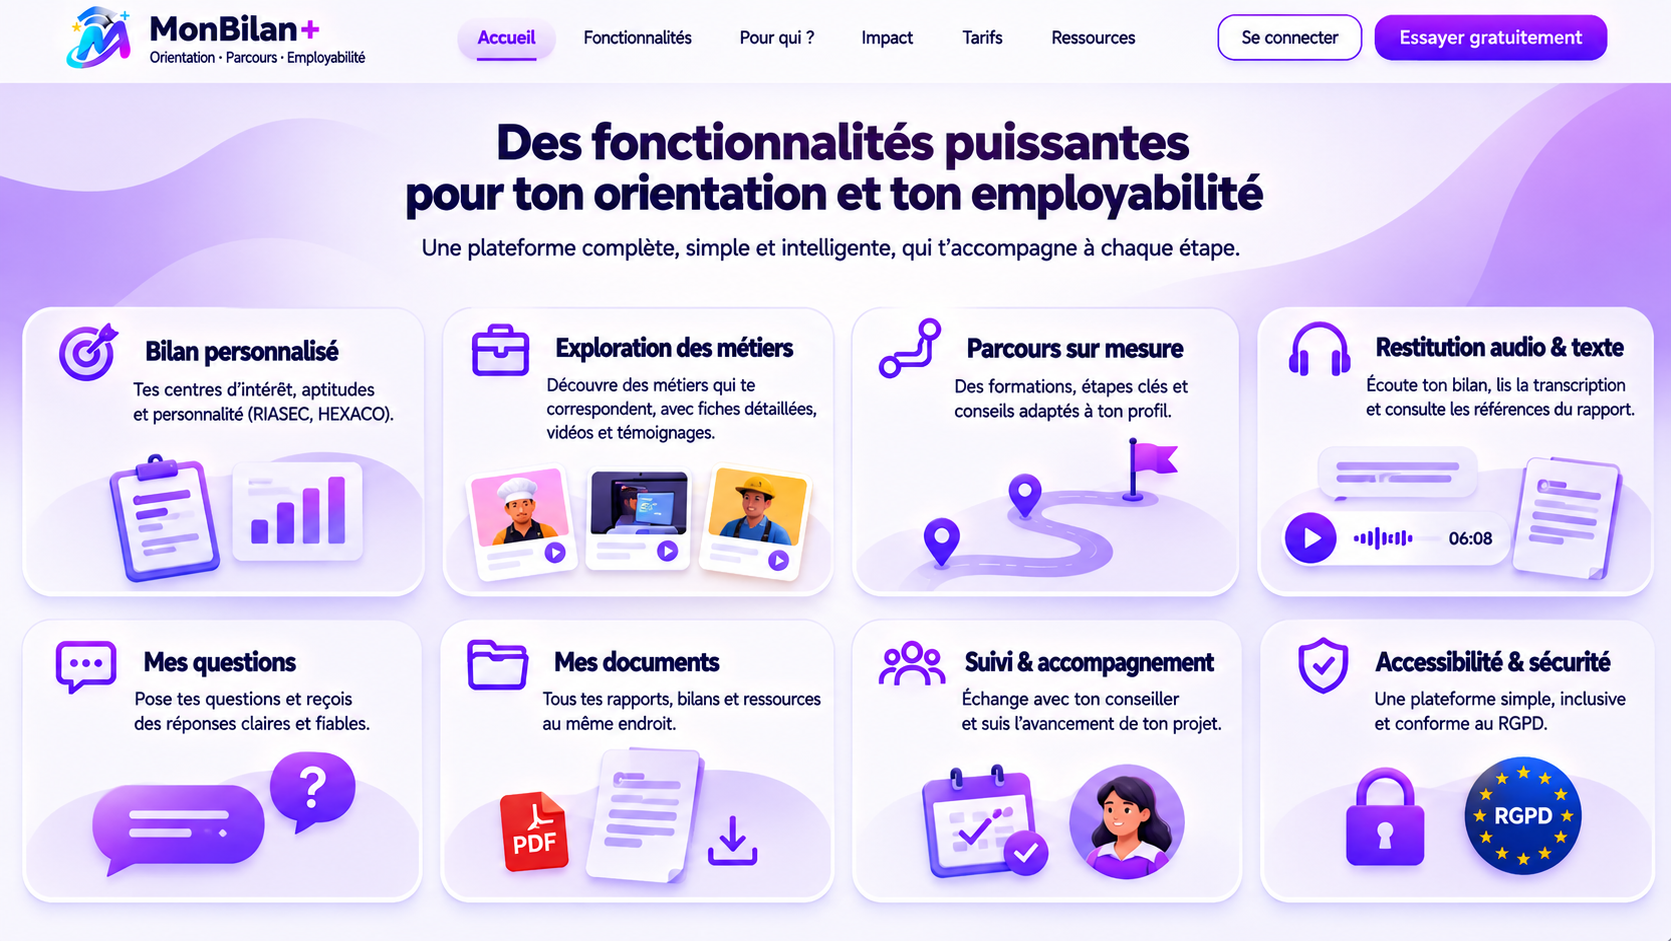 MonBilan+
Orientation · Parcours · Employabilité
Accueil
Fonctionnalités
Pour qui ?
Impact
Tarifs
Ressources
Se connecter
Essayer gratuitement
Des fonctionnalités puissantes
pour ton orientation et ton employabilité
Une plateforme complète, simple et intelligente, qui t’accompagne à chaque étape.
Bilan personnalisé
Tes centres d’intérêt, aptitudes
et personnalité (RIASEC, HEXACO).
Exploration des métiers
Découvre des métiers qui te
correspondent, avec fiches détaillées,
vidéos et témoignages.
Parcours sur mesure
Des formations, étapes clés et
conseils adaptés à ton profil.
Restitution audio & texte
Écoute ton bilan, lis la transcription
et consulte les références du rapport.
06:08
Mes questions
Pose tes questions et reçois
des réponses claires et fiables.
?
Mes documents
Tous tes rapports, bilans et ressources
au même endroit.
PDF
Suivi & accompagnement
Échange avec ton conseiller
et suis l’avancement de ton projet.
Accessibilité & sécurité
Une plateforme simple, inclusive
et conforme au RGPD.
RGPD